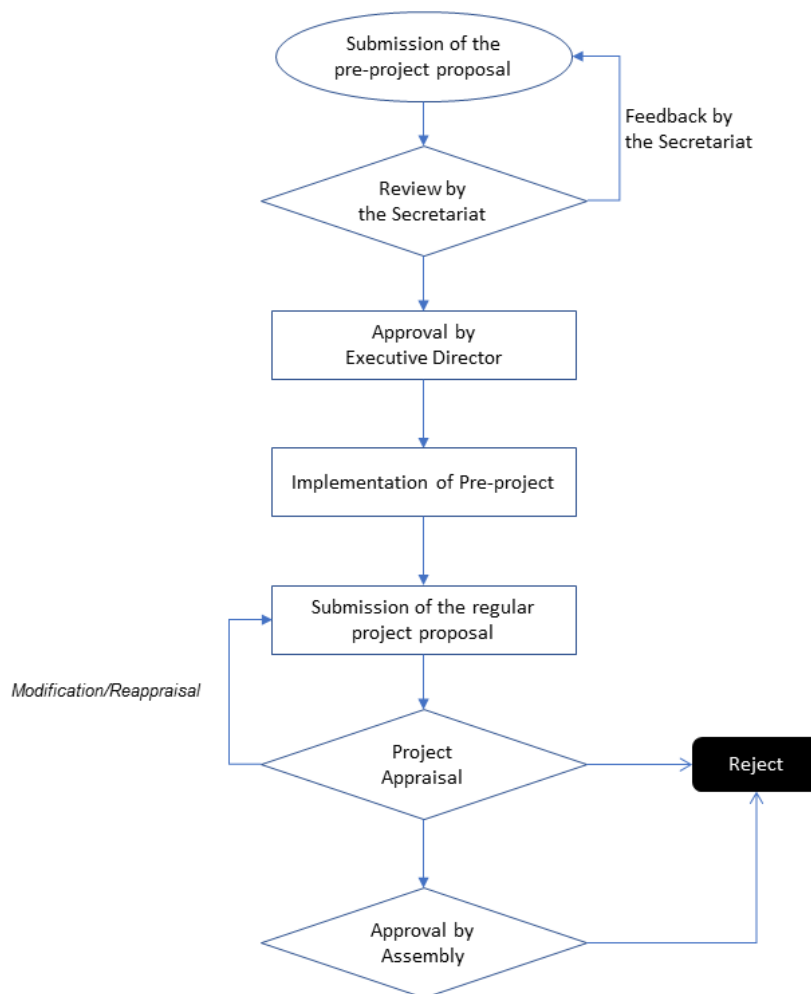 Submission of the
pre-project proposal
Feedback by
the Secretariat
Review by
the Secretariat
Approval by
Executive Director
Implementation of Pre-project
Submission of the regular
project proposal
Modification/Reappraisal
Project
Appraisal
Reject
Approval by
Assembly